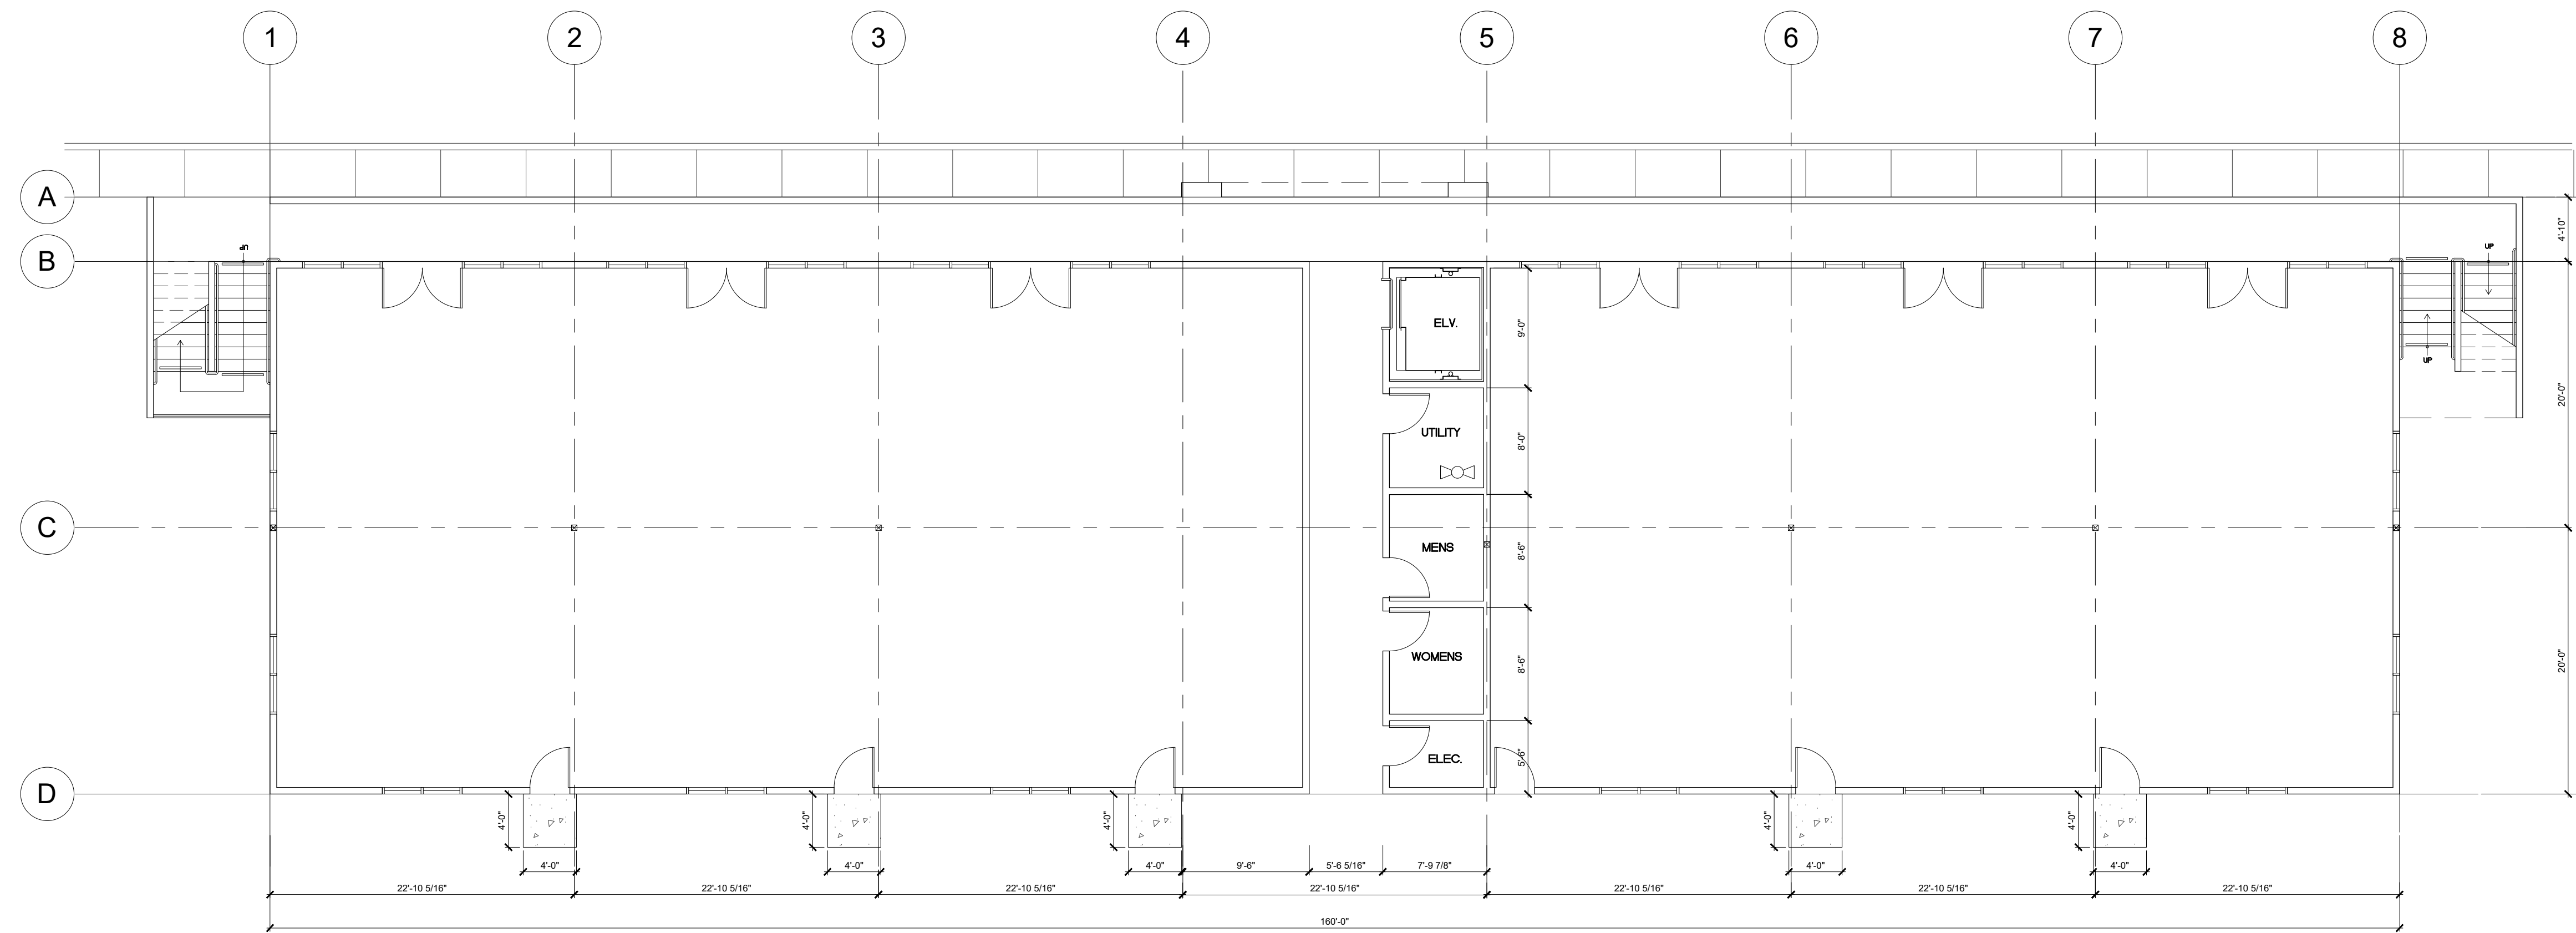 1 2 3 4 5 6 7 8
A
4'-10"
UP UP
B
ELV.
9'-0"
UP
20'-0"
UTILITY
8'-0"
C
MENS
8'-6"
WOMENS
8'-6"
20'-0"
ELEC.
5'-6"
D
4'-0" 4'-0" 4'-0" 4'-0" 4'-0"
4'-0" 4'-0" 4'-0" 9'-6" 5'-6 5/16" 7'-9 7/8" 4'-0" 4'-0"
22'-10 5/16" 22'-10 5/16" 22'-10 5/16" 22'-10 5/16" 22'-10 5/16" 22'-10 5/16" 22'-10 5/16"
160'-0"